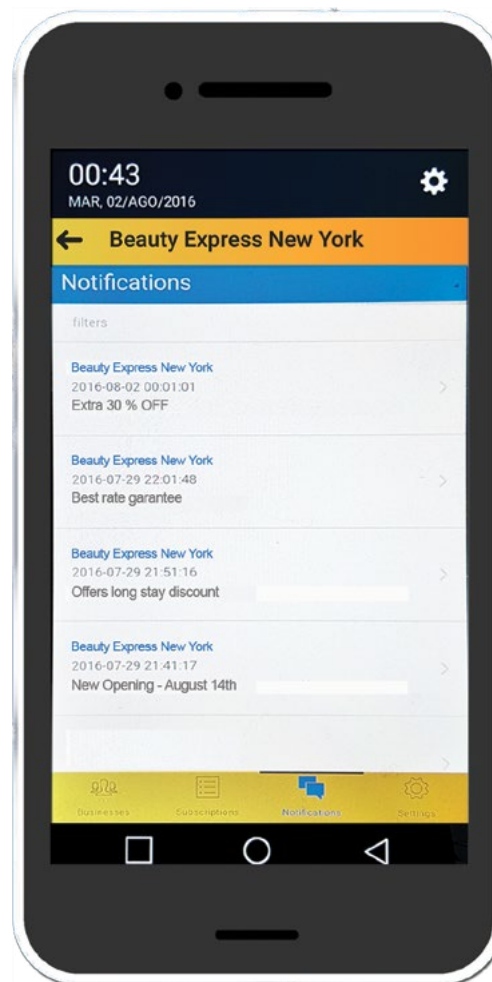 00:43
MAR, 02/AGO/2016
Beauty Express New York
Notifications
filters
Beauty Express New York
2016-08-02 00:01:01
Extra 30 % OFF
Beauty Express New York
2016-07-29 22:01:48
Best rate garantee
Beauty Express New York
2016-07-29 21:51:16
Offers long stay discount
Beauty Express New York
2016-07-29 21:41:17
New Opening - August 14th
Businesses Subscriptions Notifications Settings